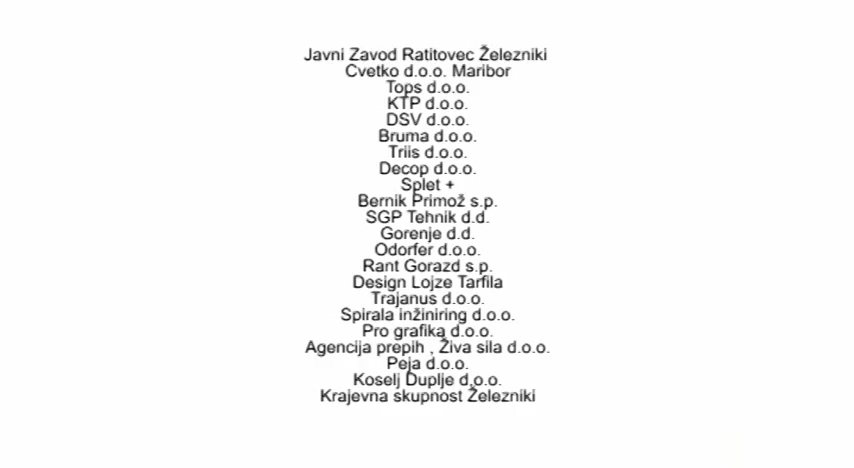 Javni Zavod Ratitovec Železniki
Cvetko d.o.o. Maribor
Tops d.o.o.
KTP d.o.o.
DSV d.o.o.
Bruma d.o.o.
Triis d.o.o.
Decop d.o.o.
Splet +
Bernik Primož s.p.
SGP Tehnik d.d.
Gorenje d.d.
Odorfer d.o.o.
Rant Gorazd s.p.
Design Lojze Tarfila
Trajanus d.o.o.
Spirala inžiniring d.o.o.
Pro grafika d.o.o.
Agencija prepih , Živa sila d.o.o.
Peja d.o.o.
Koselj Duplje d.o.o.
Krajevna skupnost Železniki